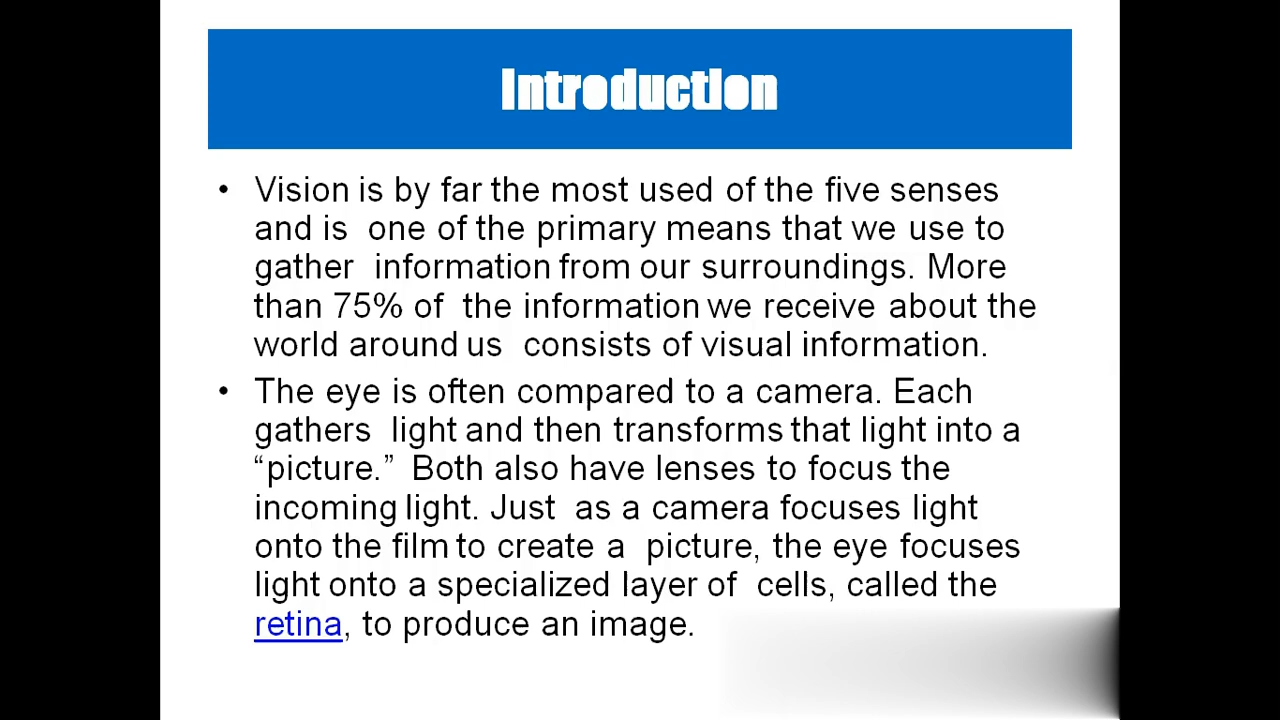 Introduction
• Vision is by far the most used of the five senses
and is one of the primary means that we use to
gather information from our surroundings. More
than 75% of the information we receive about the
world around us consists of visual information.
• The eye is often compared to a camera. Each
gathers light and then transforms that light into a
“picture.” Both also have lenses to focus the
incoming light. Just as a camera focuses light
onto the film to create a picture, the eye focuses
light onto a specialized layer of cells, called the
retina, to produce an image.